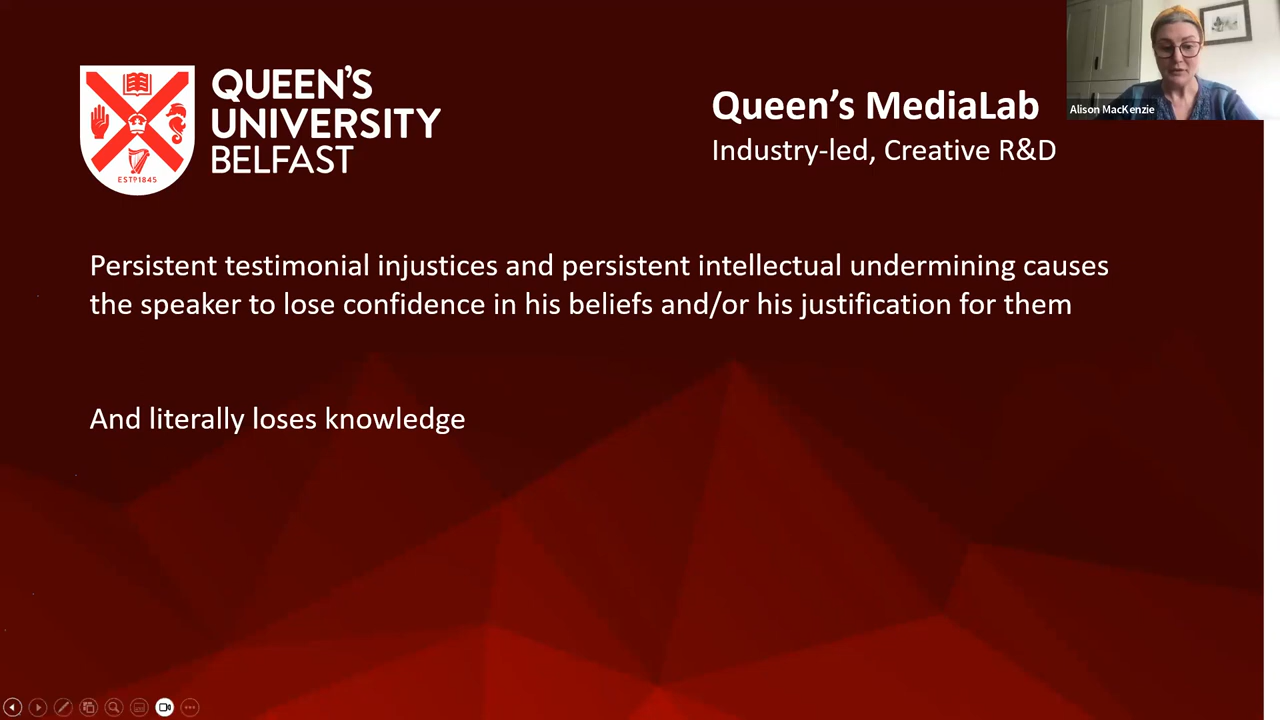 QUEEN'S
UNIVERSITY
BELFAST
ESTD1845
Queen's MediaLab
Industry-led, Creative R&D
Alison MacKenzie
Persistent testimonial injustices and persistent intellectual undermining causes
the speaker to lose confidence in his beliefs and/or his justification for them
And literally loses knowledge